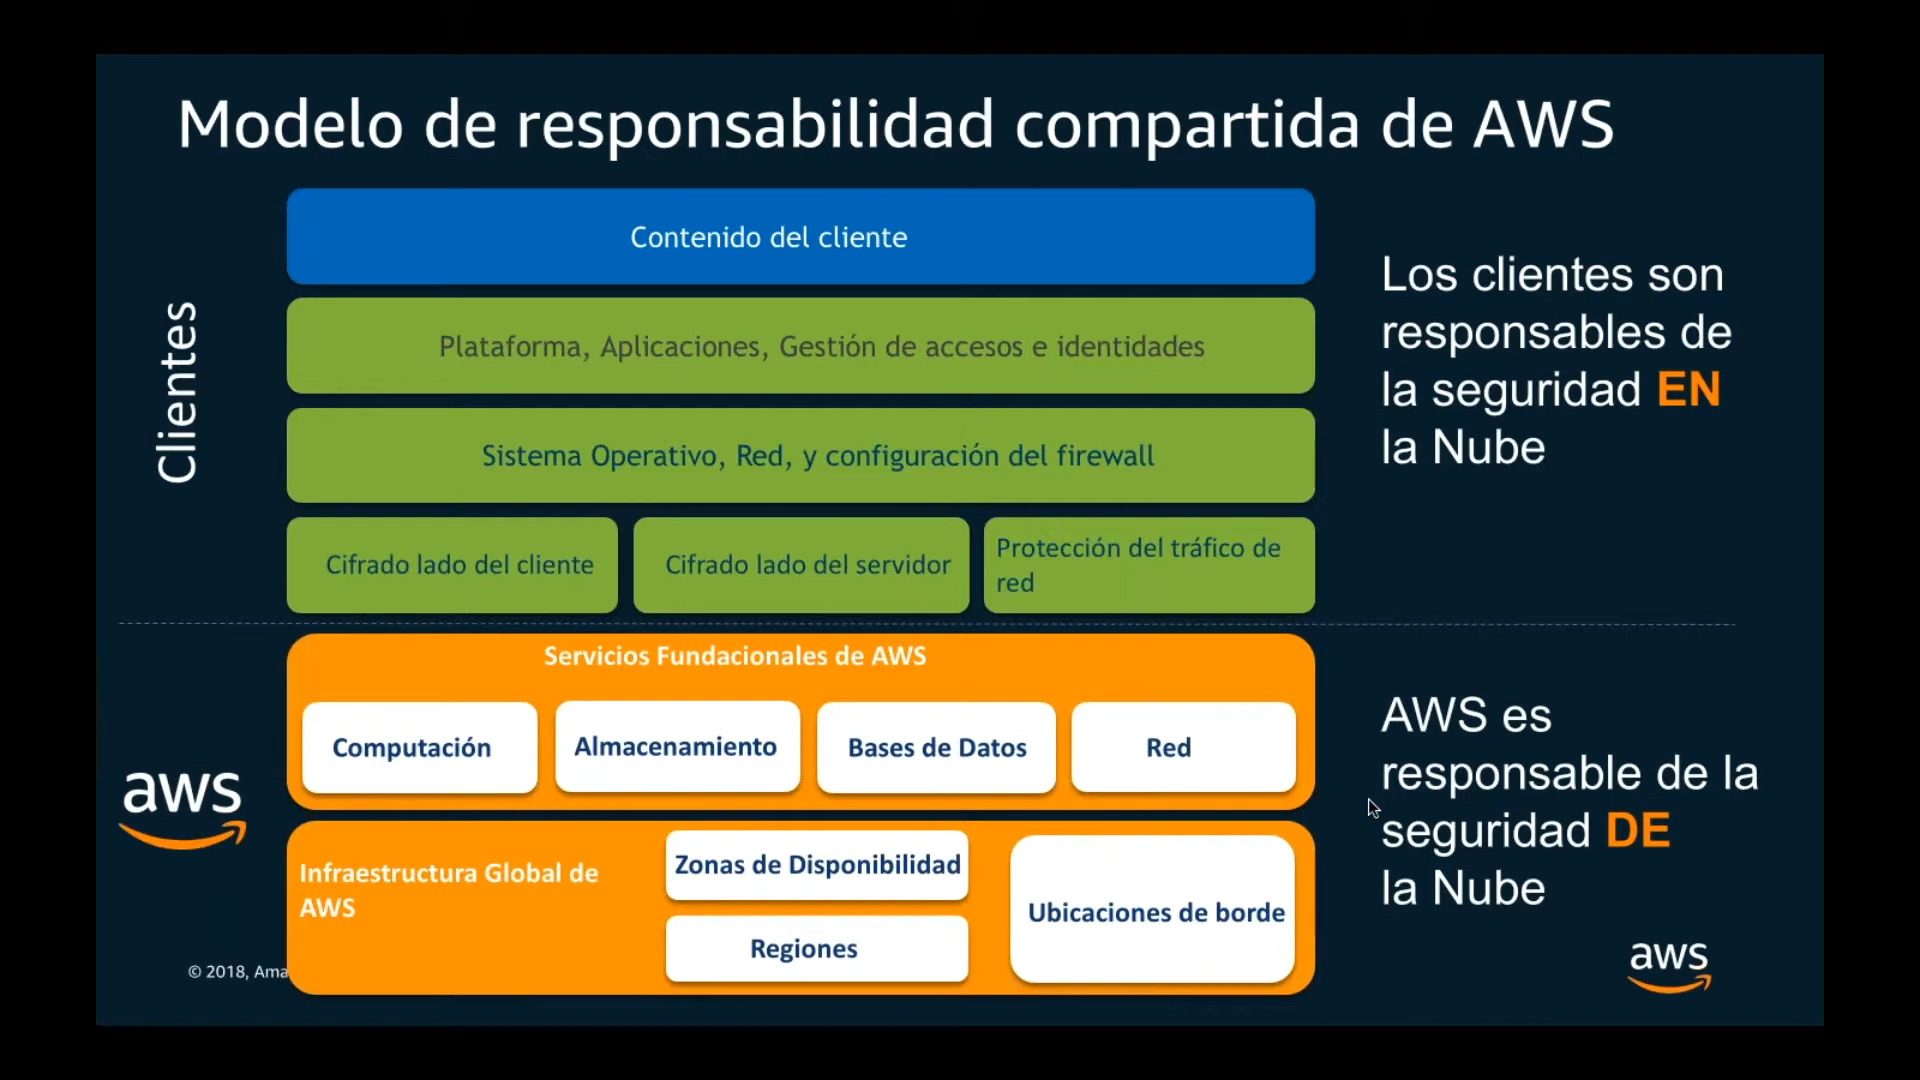 Modelo de responsabilidad compartida de AWS
Clientes
Contenido del cliente
Plataforma, Aplicaciones, Gestión de accesos e identidades
Sistema Operativo, Red, y configuración del firewall
Cifrado lado del cliente
Cifrado lado del servidor
Protección del tráfico de
red
Los clientes son
responsables de
la seguridad EN
la Nube
aws
Servicios Fundacionales de AWS
Computación
Almacenamiento
Bases de Datos
Red
Infraestructura Global de
AWS
Zonas de Disponibilidad
Regiones
Ubicaciones de borde
AWS es
responsable de la
seguridad DE
la Nube
© 2018, Ama
aws